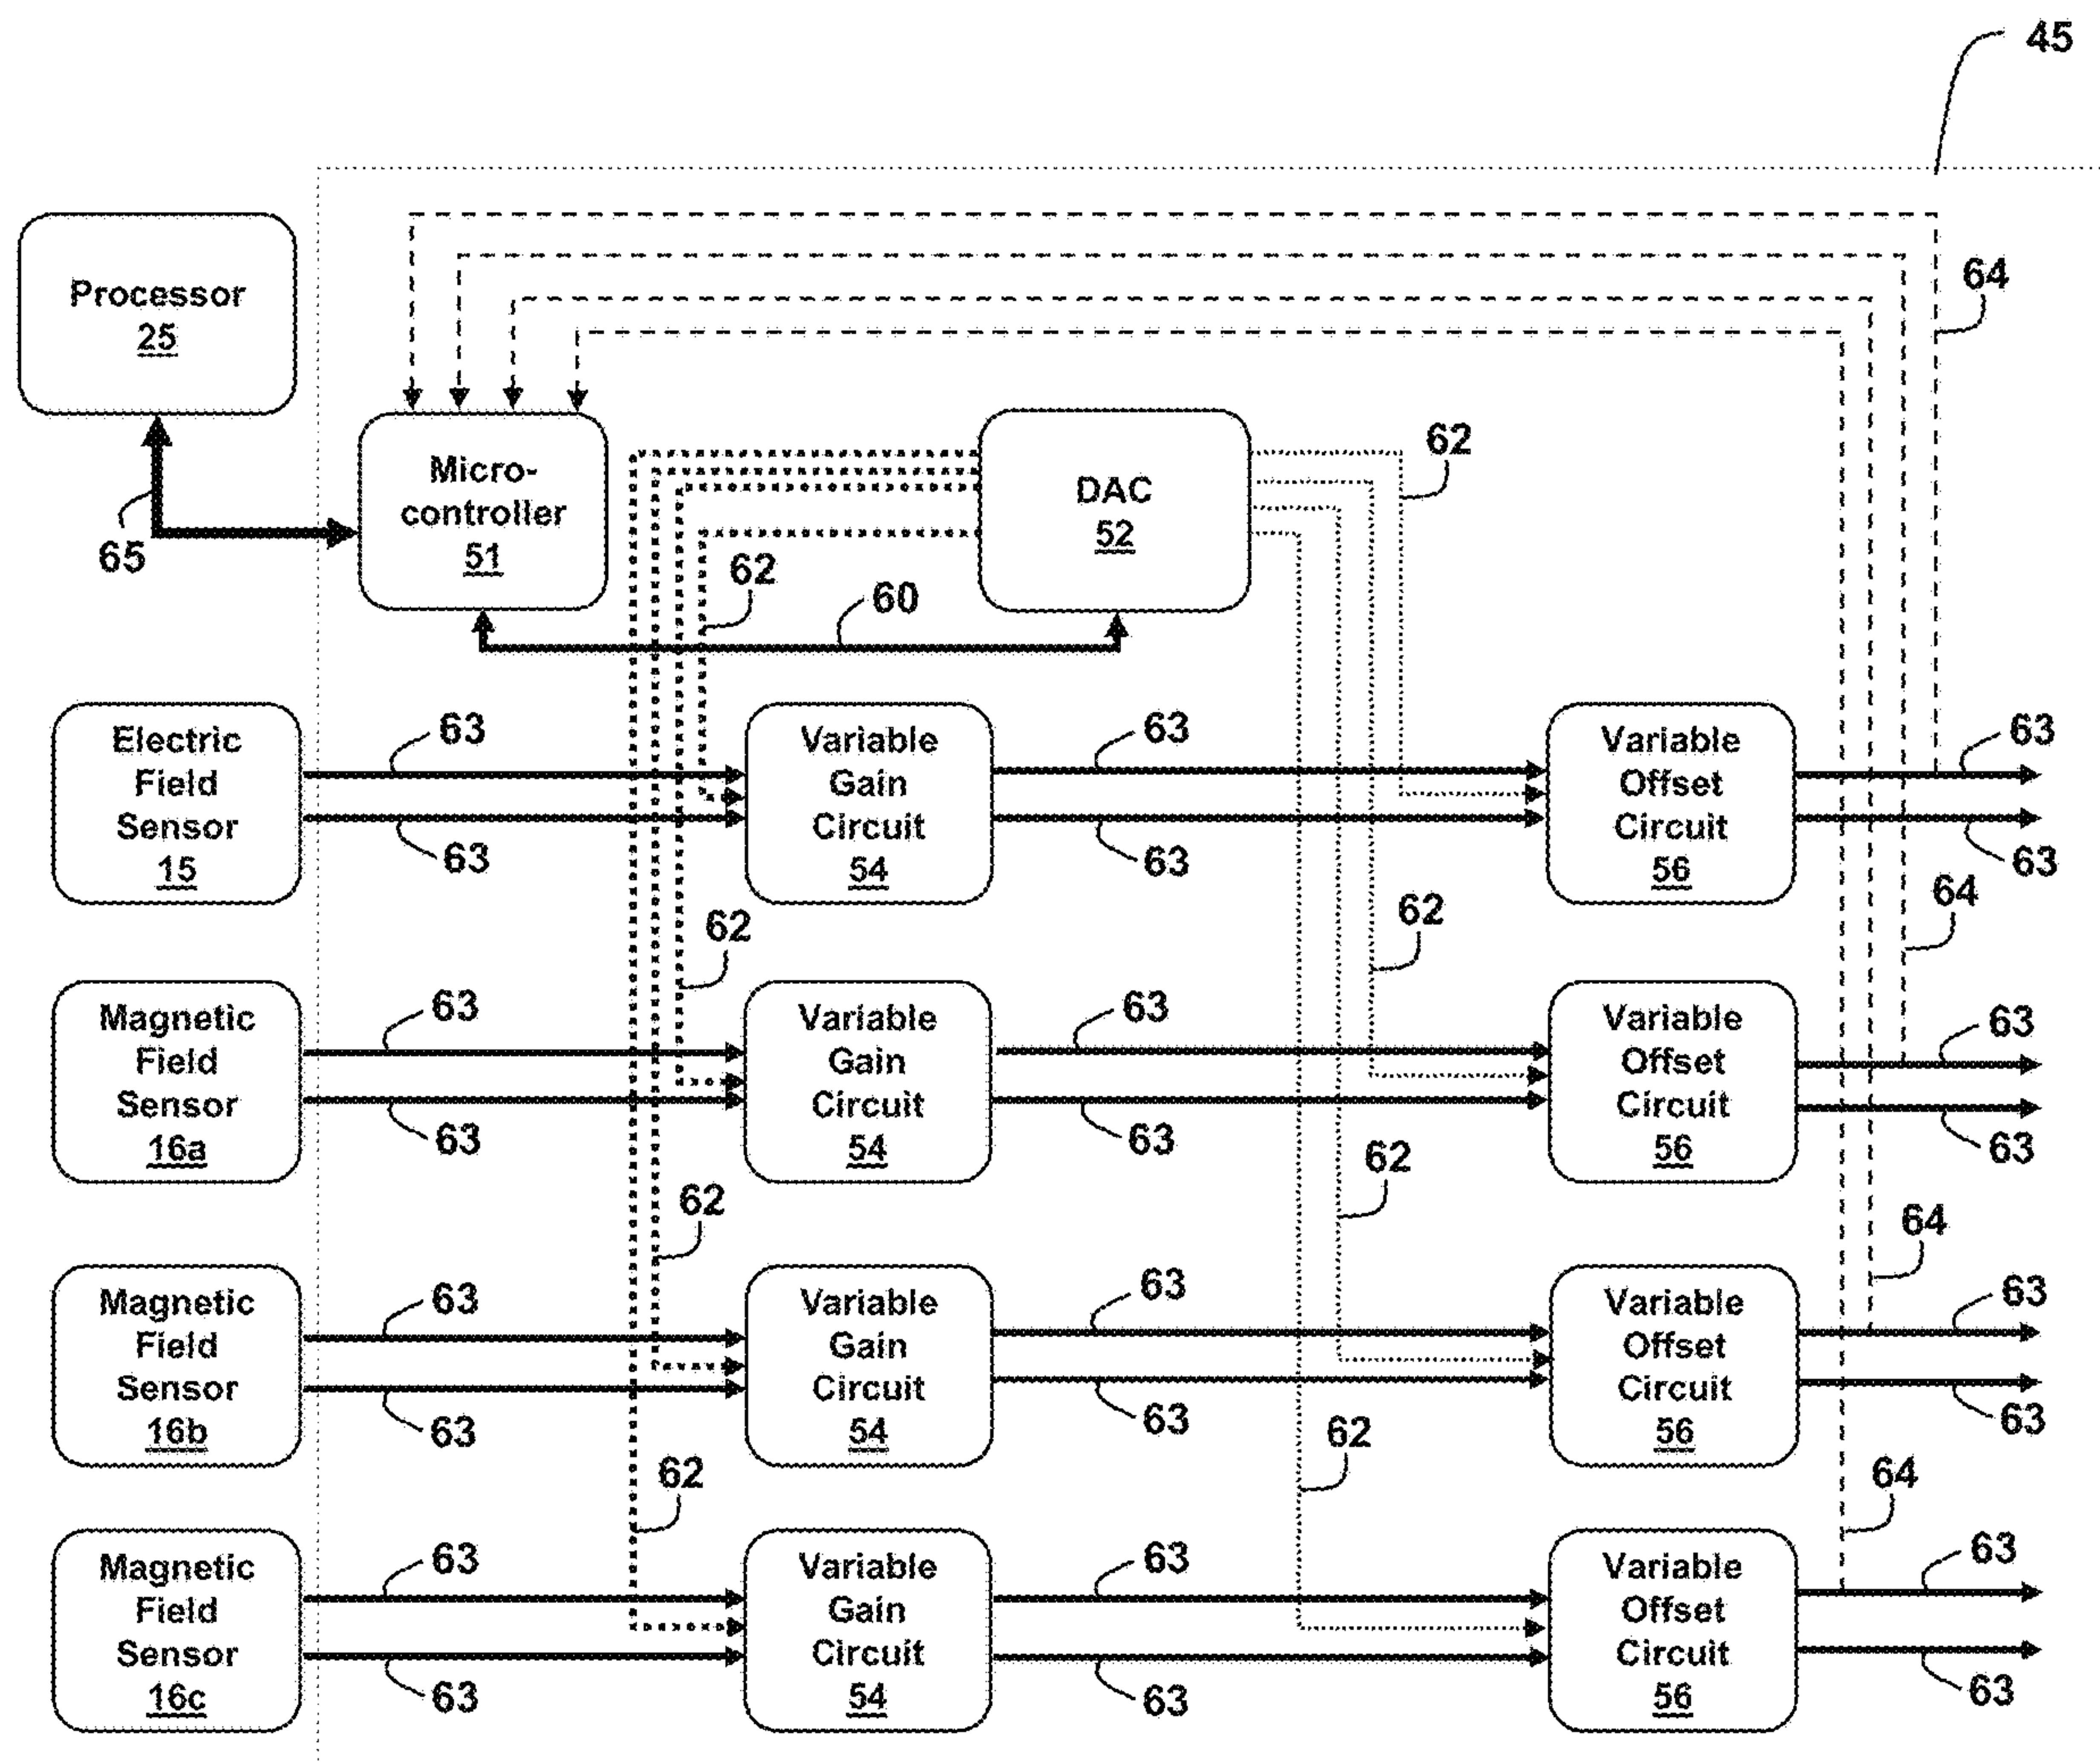 45
Processor
25
64
62
Micro-
controller
51
DAC
52
65
62
60
63
63
63
Electric
Field
Sensor
15
Variable
Gain
Circuit
54
Variable
Offset
Circuit
56
63
63
63
64
62
62
63
63
63
Magnetic
Field
Sensor
16a
Variable
Gain
Circuit
54
Variable
Offset
Circuit
56
63
63
63
62
62
64
63
63
63
Magnetic
Field
Sensor
16b
Variable
Gain
Circuit
54
Variable
Offset
Circuit
56
63
63
63
62
62
64
63
63
63
Magnetic
Field
Sensor
16c
Variable
Gain
Circuit
54
Variable
Offset
Circuit
56
63
63
63